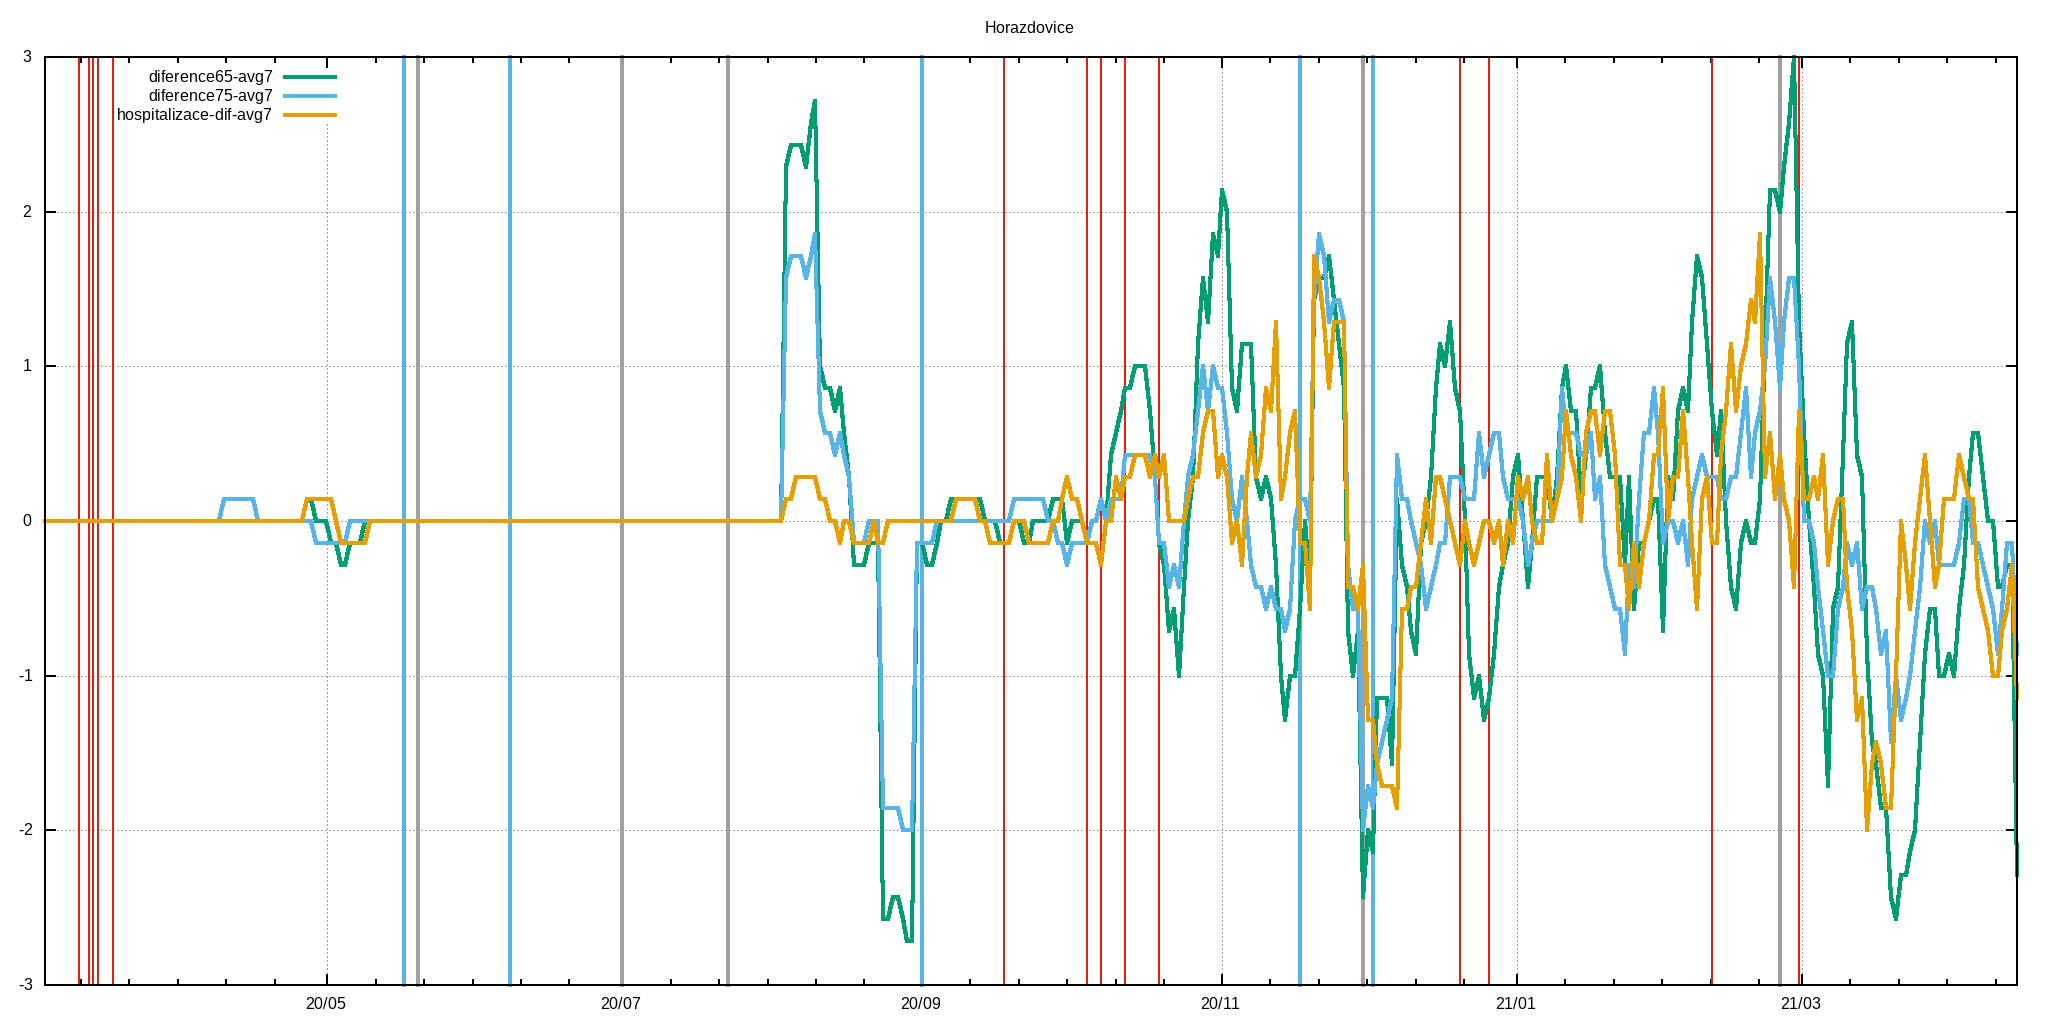 Horazdovice
diference65-avg7
diference75-avg7
hospitalizace-dif-avg7
3
2
1
0
-1
-2
-3
20/05 20/07 20/09 20/11 21/01 21/03